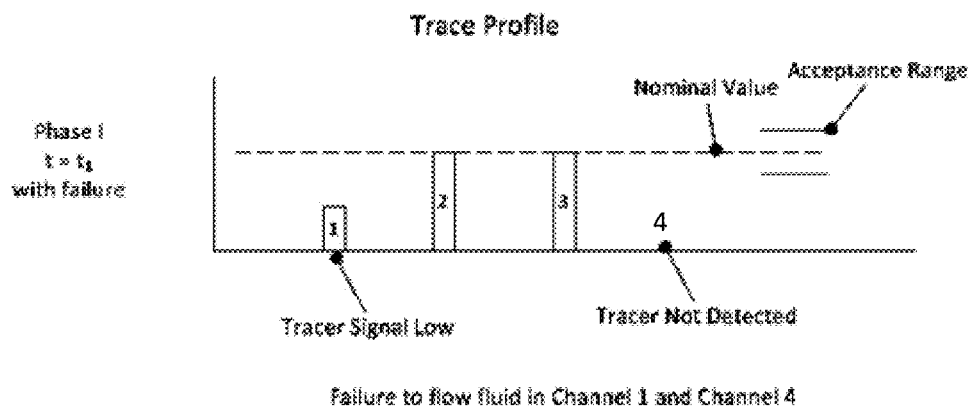 Trace Profile
Acceptance Range
Nominal Value
Phase I
t = t₁
with failure
1
2
3
4
Tracer Signal Low
Tracer Not Detected
Failure to flow fluid in Channel 1 and Channel 4